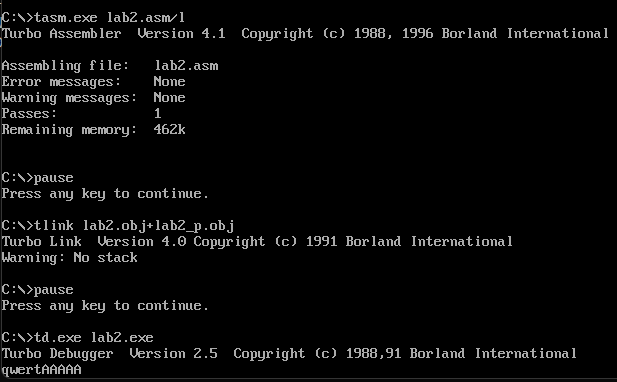 C:\>tasm.exe lab2.asm/l
Turbo Assembler  Version 4.1  Copyright (c) 1988, 1996 Borland International
Assembling file:   lab2.asm
Error messages:    None
Warning messages:  None
Passes:            1
Remaining memory:  462k
C:\>pause
Press any key to continue.
C:\>tlink lab2.obj+lab2_p.obj
Turbo Link  Version 4.0 Copyright (c) 1991 Borland International
Warning: No stack
C:\>pause
Press any key to continue.
C:\>td.exe lab2.exe
Turbo Debugger  Version 2.5  Copyright (c) 1988,91 Borland International
qwertAAAAA